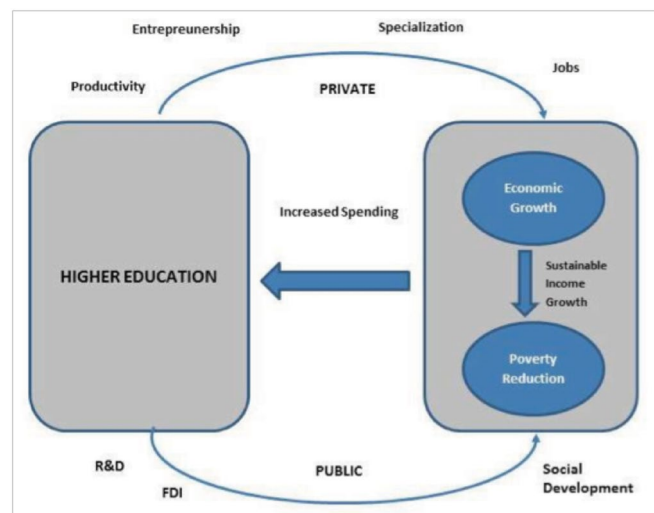 Entrepreunership
Specialization
Productivity
PRIVATE
Jobs
Economic
Growth
Increased Spending
HIGHER EDUCATION
Sustainable
Income
Growth
Poverty
Reduction
R&D
PUBLIC
Social
Development
FDI